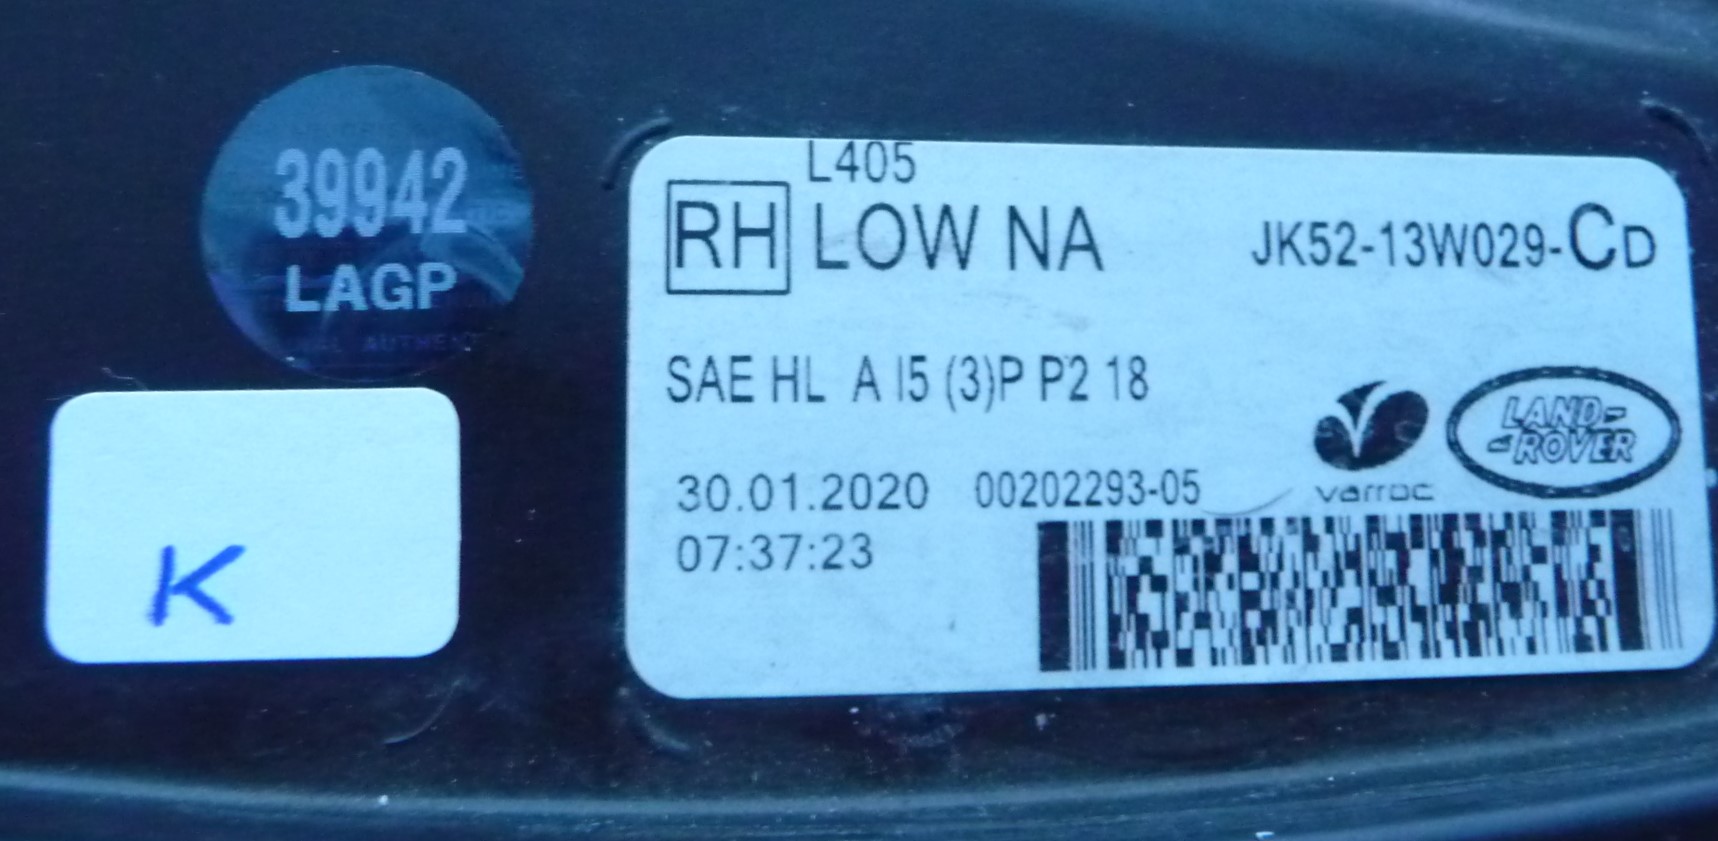 39942
LAGP
AUTHENT
K
L405
RH LOW NA JK52-13W029-CD
SAE HL A I5 (3)P P2 18
30.01.2020 00202293-05
07:37:23
varroc
LAND-
-ROVER